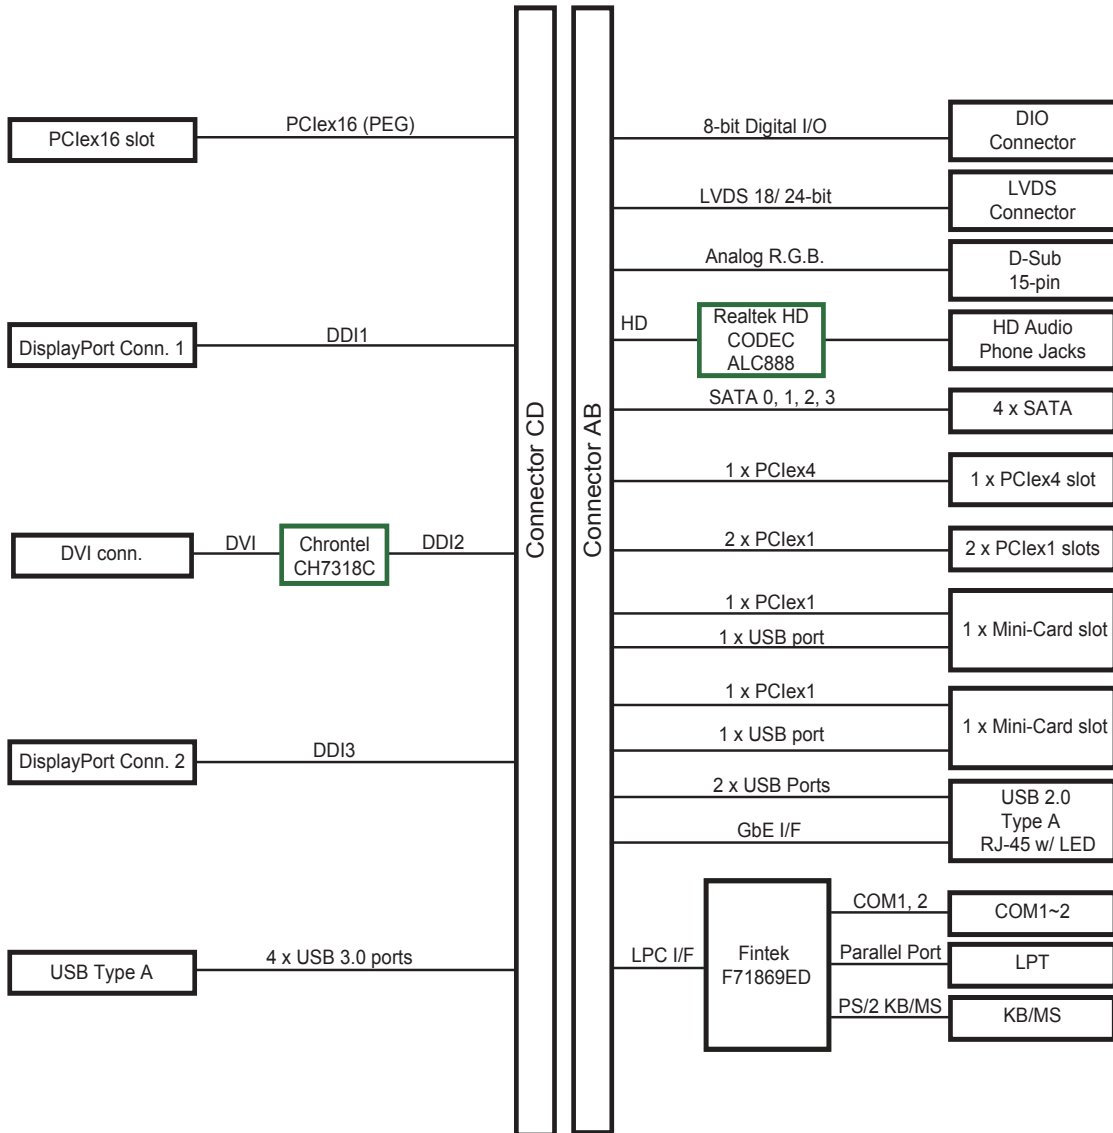 PCIex16 slot
PCIex16 (PEG)
DisplayPort Conn. 1
DDI1
DVI conn.
DVI
Chrontel
CH7318C
DDI2
DisplayPort Conn. 2
DDI3
USB Type A
4 x USB 3.0 ports
Connector CD
Connector AB
8-bit Digital I/O
DIO
Connector
LVDS 18/ 24-bit
LVDS
Connector
Analog R.G.B.
D-Sub
15-pin
HD
Realtek HD
CODEC
ALC888
HD Audio
Phone Jacks
SATA 0, 1, 2, 3
4 x SATA
1 x PCIex4
1 x PCIex4 slot
2 x PCIex1
2 x PCIex1 slots
1 x PCIex1
1 x USB port
1 x Mini-Card slot
1 x PCIex1
1 x USB port
1 x Mini-Card slot
2 x USB Ports
GbE I/F
USB 2.0
Type A
RJ-45 w/ LED
LPC I/F
Fintek
F71869ED
COM1, 2
COM1~2
Parallel Port
LPT
PS/2 KB/MS
KB/MS